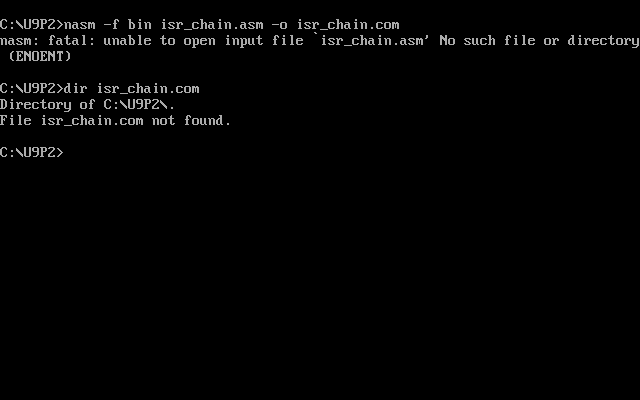 C:\U9P2>nasm -f bin isr_chain.asm -o isr_chain.com
nasm: fatal: unable to open input file `isr_chain.asm' No such file or directory
(ENOENT)
C:\U9P2>dir isr_chain.com
Directory of C:\U9P2\.
File isr_chain.com not found.
C:\U9P2>